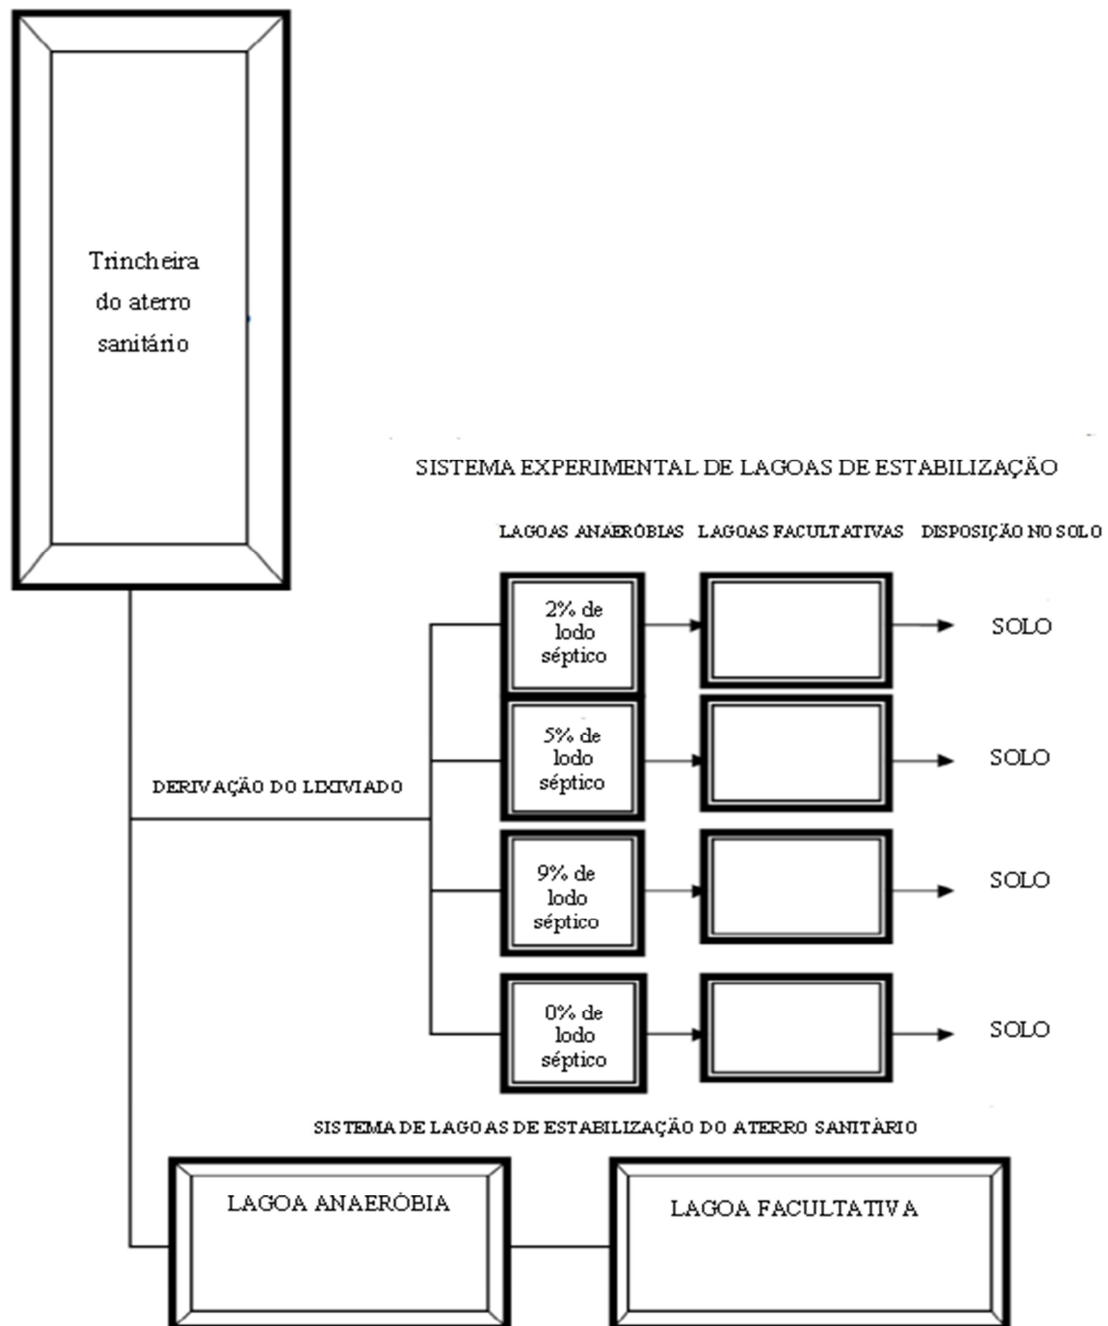 Trincheira
do aterro
sanitário
SISTEMA EXPERIMENTAL DE LAGOAS DE ESTABILIZAÇÃO
LAGOAS ANAERÓBIAS LAGOAS FACULTATIVAS DISPOSIÇÃO NO SOLO
2% de
lodo
séptico
SOLO
5% de
lodo
séptico
SOLO
DERIVAÇÃO DO LIXIVIADO
9% de
lodo
séptico
SOLO
0% de
lodo
séptico
SOLO
SISTEMA DE LAGOAS DE ESTABILIZAÇÃO DO ATERRO SANITÁRIO
LAGOA ANAERÓBIA
LAGOA FACULTATIVA